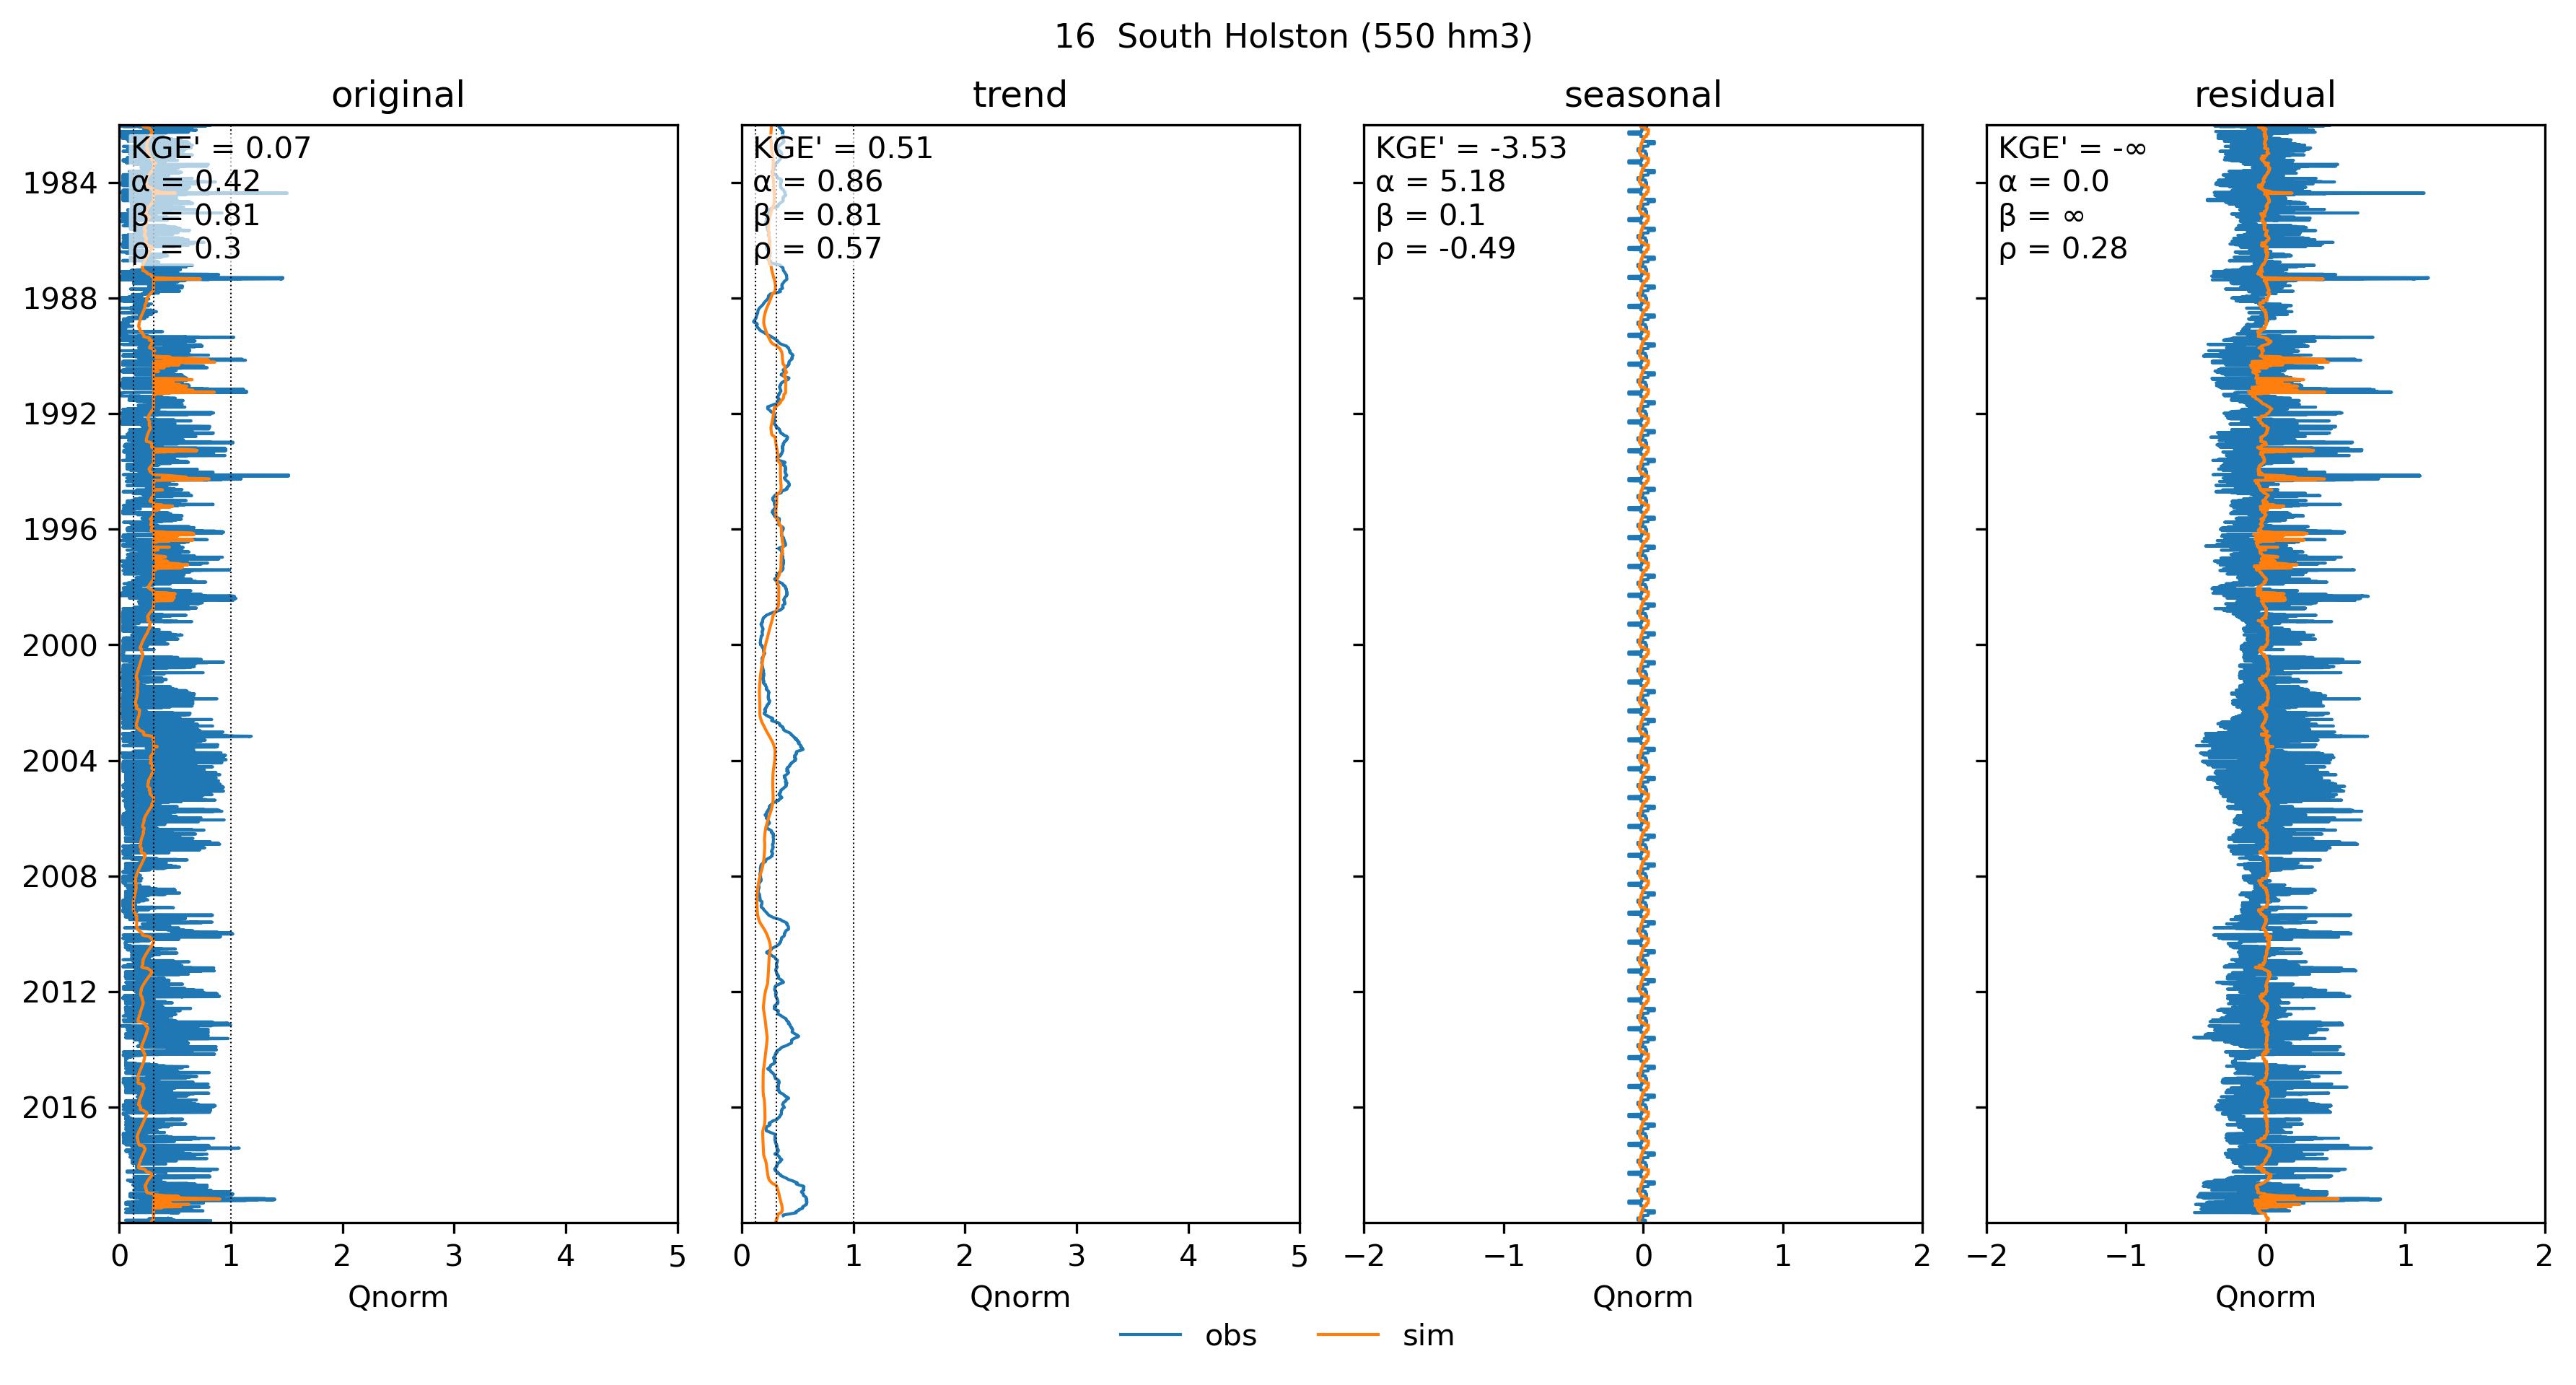 16  South Holston (550 hm3)
original
KGE' = 0.07
α = 0.42
β = 0.81
ρ = 0.3
1984
1988
1992
1996
2000
2004
2008
2012
2016
0 1 2 3 4 5
Qnorm
trend
KGE' = 0.51
α = 0.86
β = 0.81
ρ = 0.57
0 1 2 3 4 5
Qnorm
seasonal
KGE' = -3.53
α = 5.18
β = 0.1
ρ = -0.49
−2 −1 0 1 2
Qnorm
residual
KGE' = -∞
α = 0.0
β = ∞
ρ = 0.28
−2 −1 0 1 2
Qnorm
obs sim